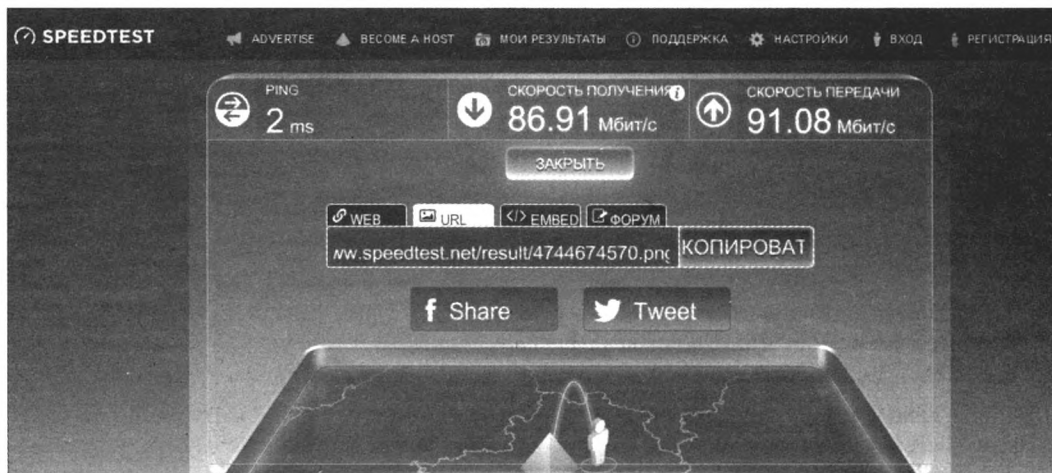 SPEEDTEST
ADVERTISE BECOME A HOST МОИ РЕЗУЛЬТАТЫ ПОДДЕРЖКА НАСТРОЙКИ ВХОД РЕГИСТРАЦИЯ
PING СКОРОСТЬ ПОЛУЧЕНИЯ СКОРОСТЬ ПЕРЕДАЧИ
2 ms 86.91 Мбит/с 91.08 Мбит/с
ЗАКРЫТЬ
WEB URL </> EMBED ФОРУМ
ww.speedtest.net/result/4744674570.png КОПИРОВАТ
f Share Tweet